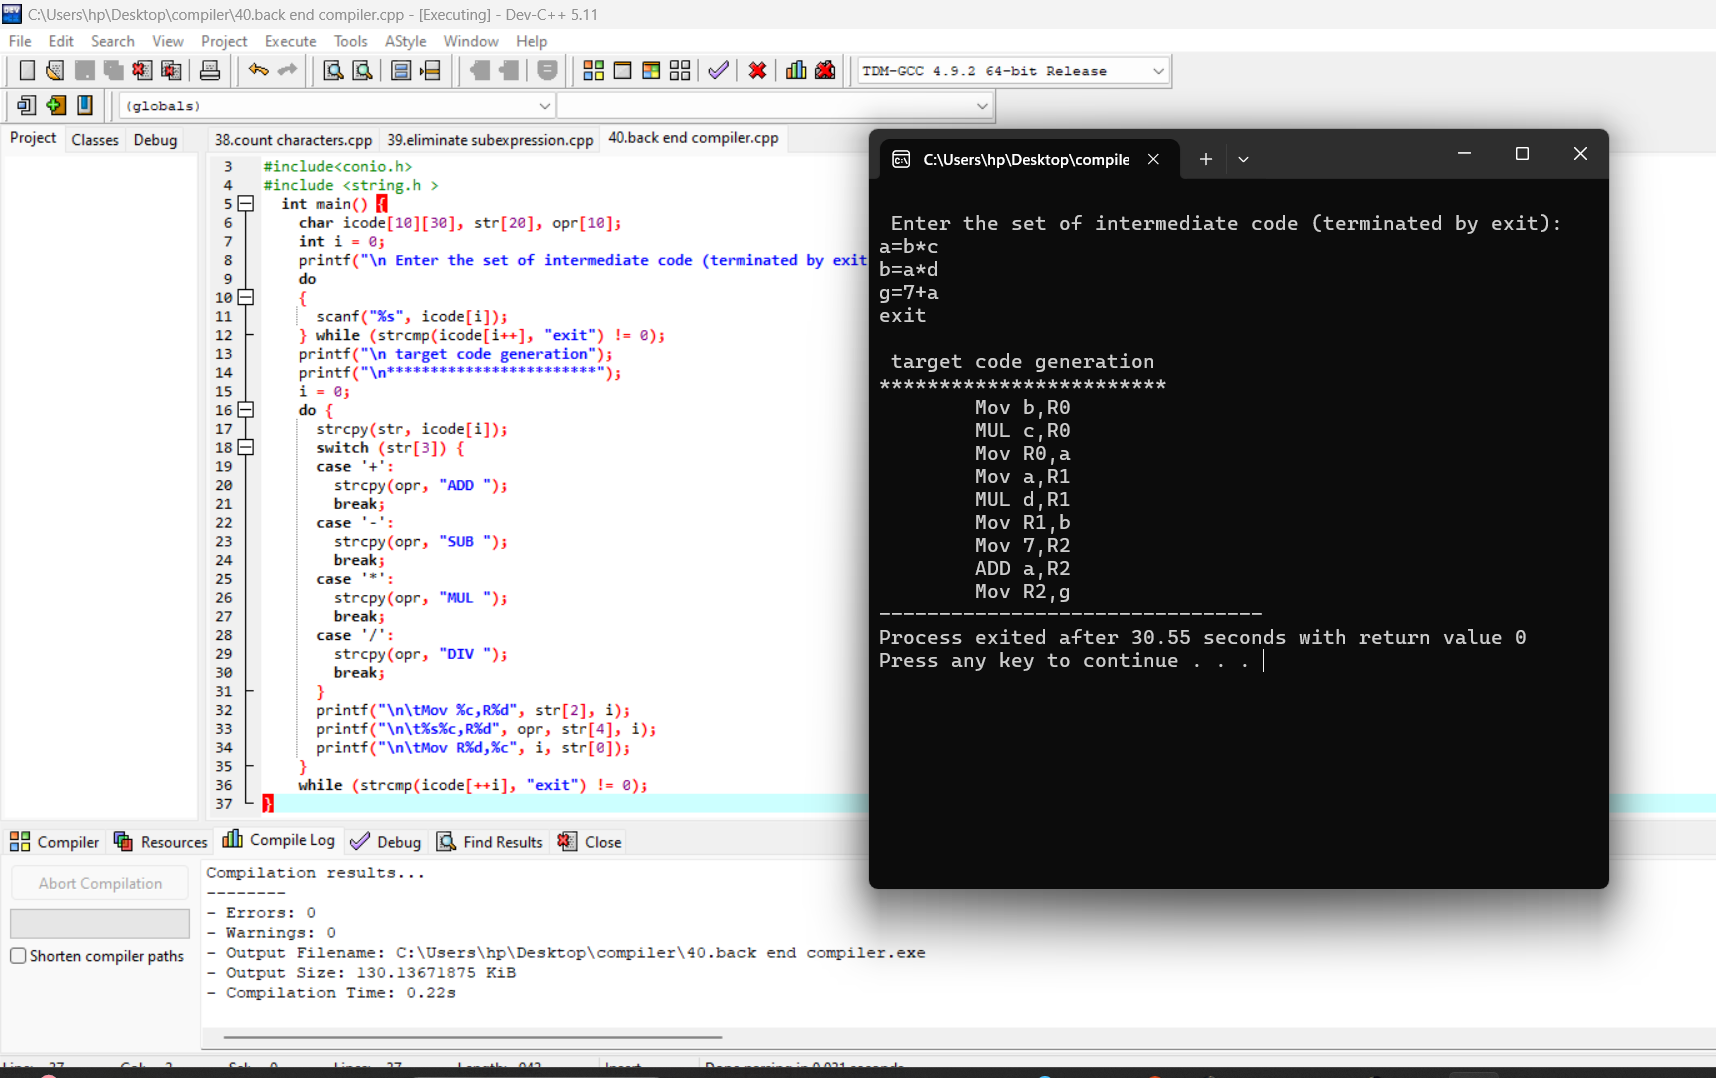 C:\Users\hp\Desktop\compiler\40.back end compiler.cpp - [Executing] - Dev-C++ 5.11
File Edit Search View Project Execute Tools AStyle Window Help
TDM-GCC 4.9.2 64-bit Release
(globals)
Project Classes Debug
38.count characters.cpp 39.eliminate subexpression.cpp 40.back end compiler.cpp
3 #include<conio.h>
4 #include <string.h >
5 int main() {
6 char icode[10][30], str[20], opr[10];
7 int i = 0;
8 printf("\n Enter the set of intermediate code (terminated by exit
9 do
10 {
11 scanf("%s", icode[i]);
12 } while (strcmp(icode[i++], "exit") != 0);
13 printf("\n target code generation");
14 printf("\n************************");
15 i = 0;
16 do {
17 strcpy(str, icode[i]);
18 switch (str[3]) {
19 case '+':
20 strcpy(opr, "ADD ");
21 break;
22 case '-':
23 strcpy(opr, "SUB ");
24 break;
25 case '*':
26 strcpy(opr, "MUL ");
27 break;
28 case '/':
29 strcpy(opr, "DIV ");
30 break;
31 }
32 printf("\n\tMov %c,R%d", str[2], i);
33 printf("\n\t%s%c,R%d", opr, str[4], i);
34 printf("\n\tMov R%d,%c", i, str[0]);
35 }
36 while (strcmp(icode[++i], "exit") != 0);
37 }
C:\Users\hp\Desktop\compile
Enter the set of intermediate code (terminated by exit):
a=b*c
b=a*d
g=7+a
exit
target code generation
************************
Mov b,R0
MUL c,R0
Mov R0,a
Mov a,R1
MUL d,R1
Mov R1,b
Mov 7,R2
ADD a,R2
Mov R2,g
--------------------------------
Process exited after 30.55 seconds with return value 0
Press any key to continue . . .
Compiler Resources Compile Log Debug Find Results Close
Abort Compilation
Shorten compiler paths
Compilation results...
--------
- Errors: 0
- Warnings: 0
- Output Filename: C:\Users\hp\Desktop\compiler\40.back end compiler.exe
- Output Size: 130.13671875 KiB
- Compilation Time: 0.22s